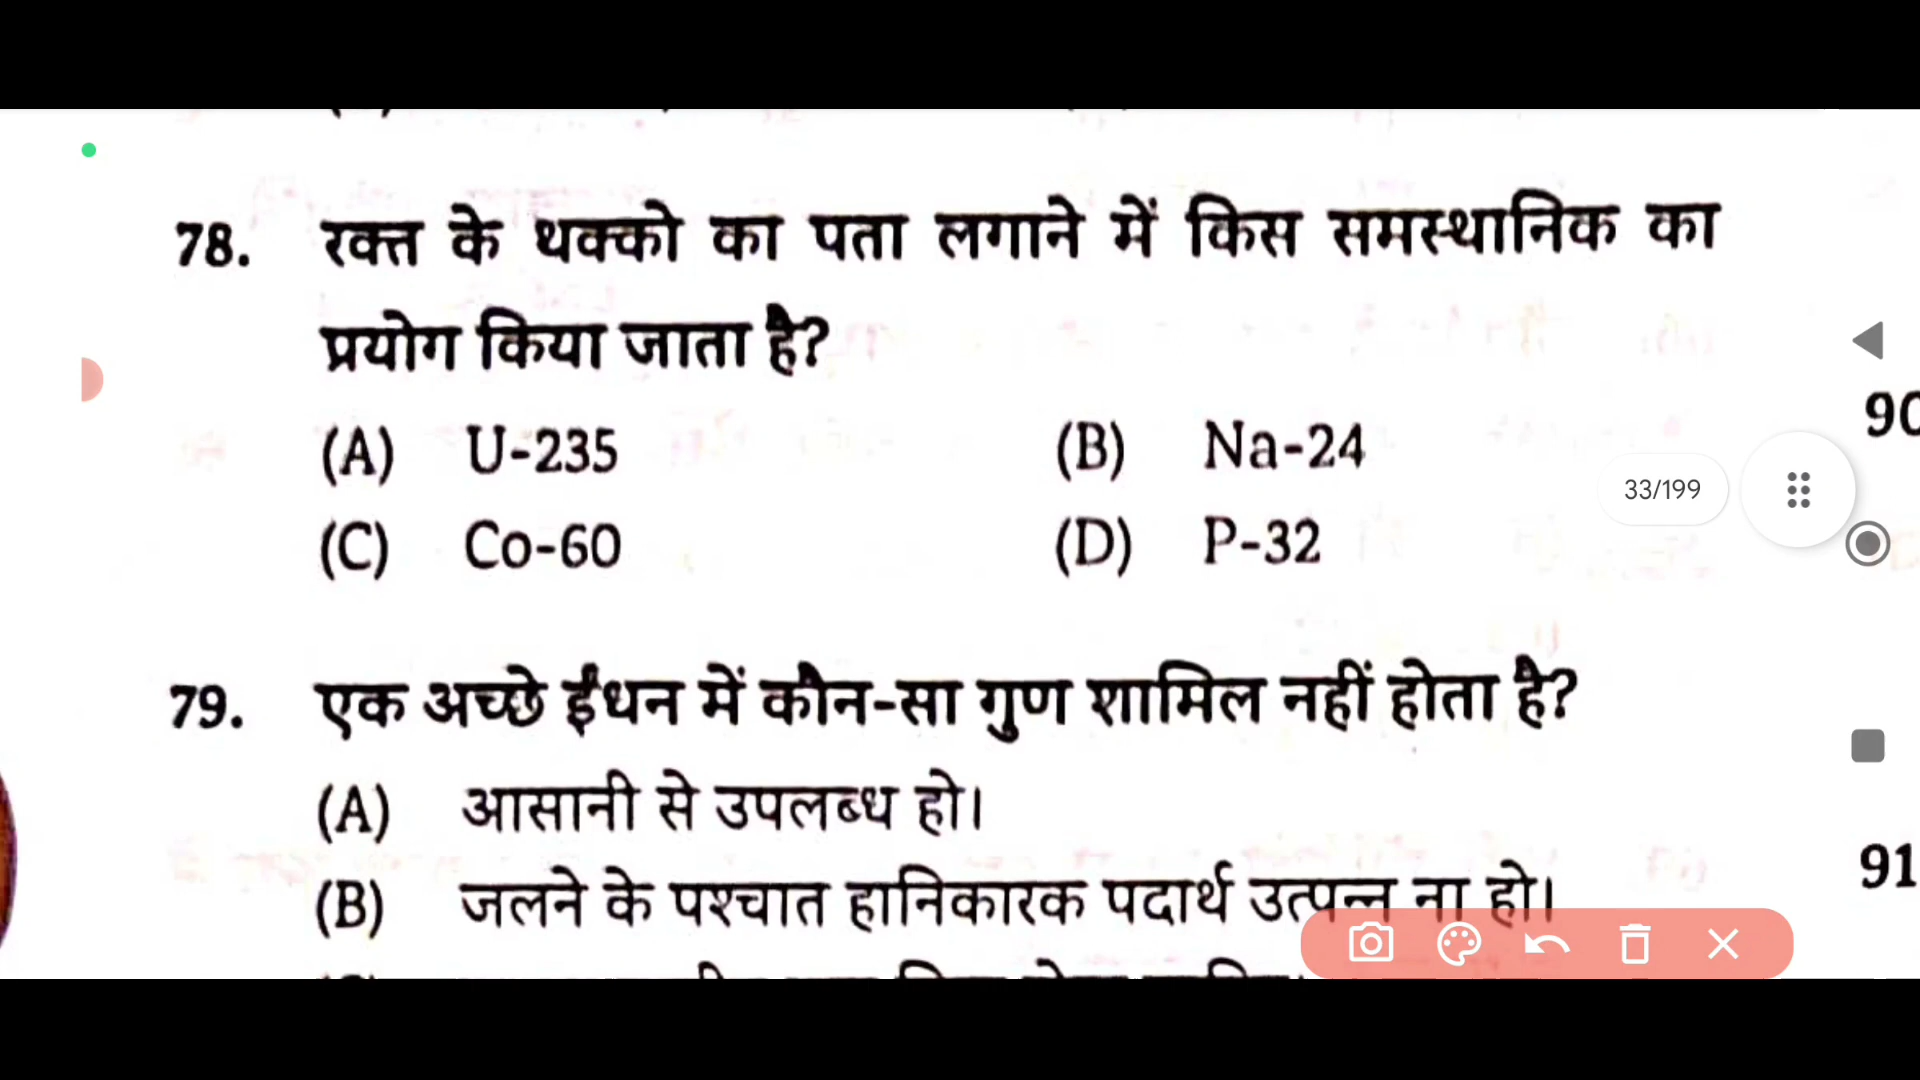 78. रक्त के थक्को का पता लगाने में किस समस्थानिक का
प्रयोग किया जाता है?
(A) U-235 (B) Na-24
(C) Co-60 (D) P-32
79. एक अच्छे ईंधन में कौन-सा गुण शामिल नहीं होता है?
(A) आसानी से उपलब्ध हो।
(B) जलने के पश्चात हानिकारक पदार्थ उत्पन्न ना हो।
90
33/199
91